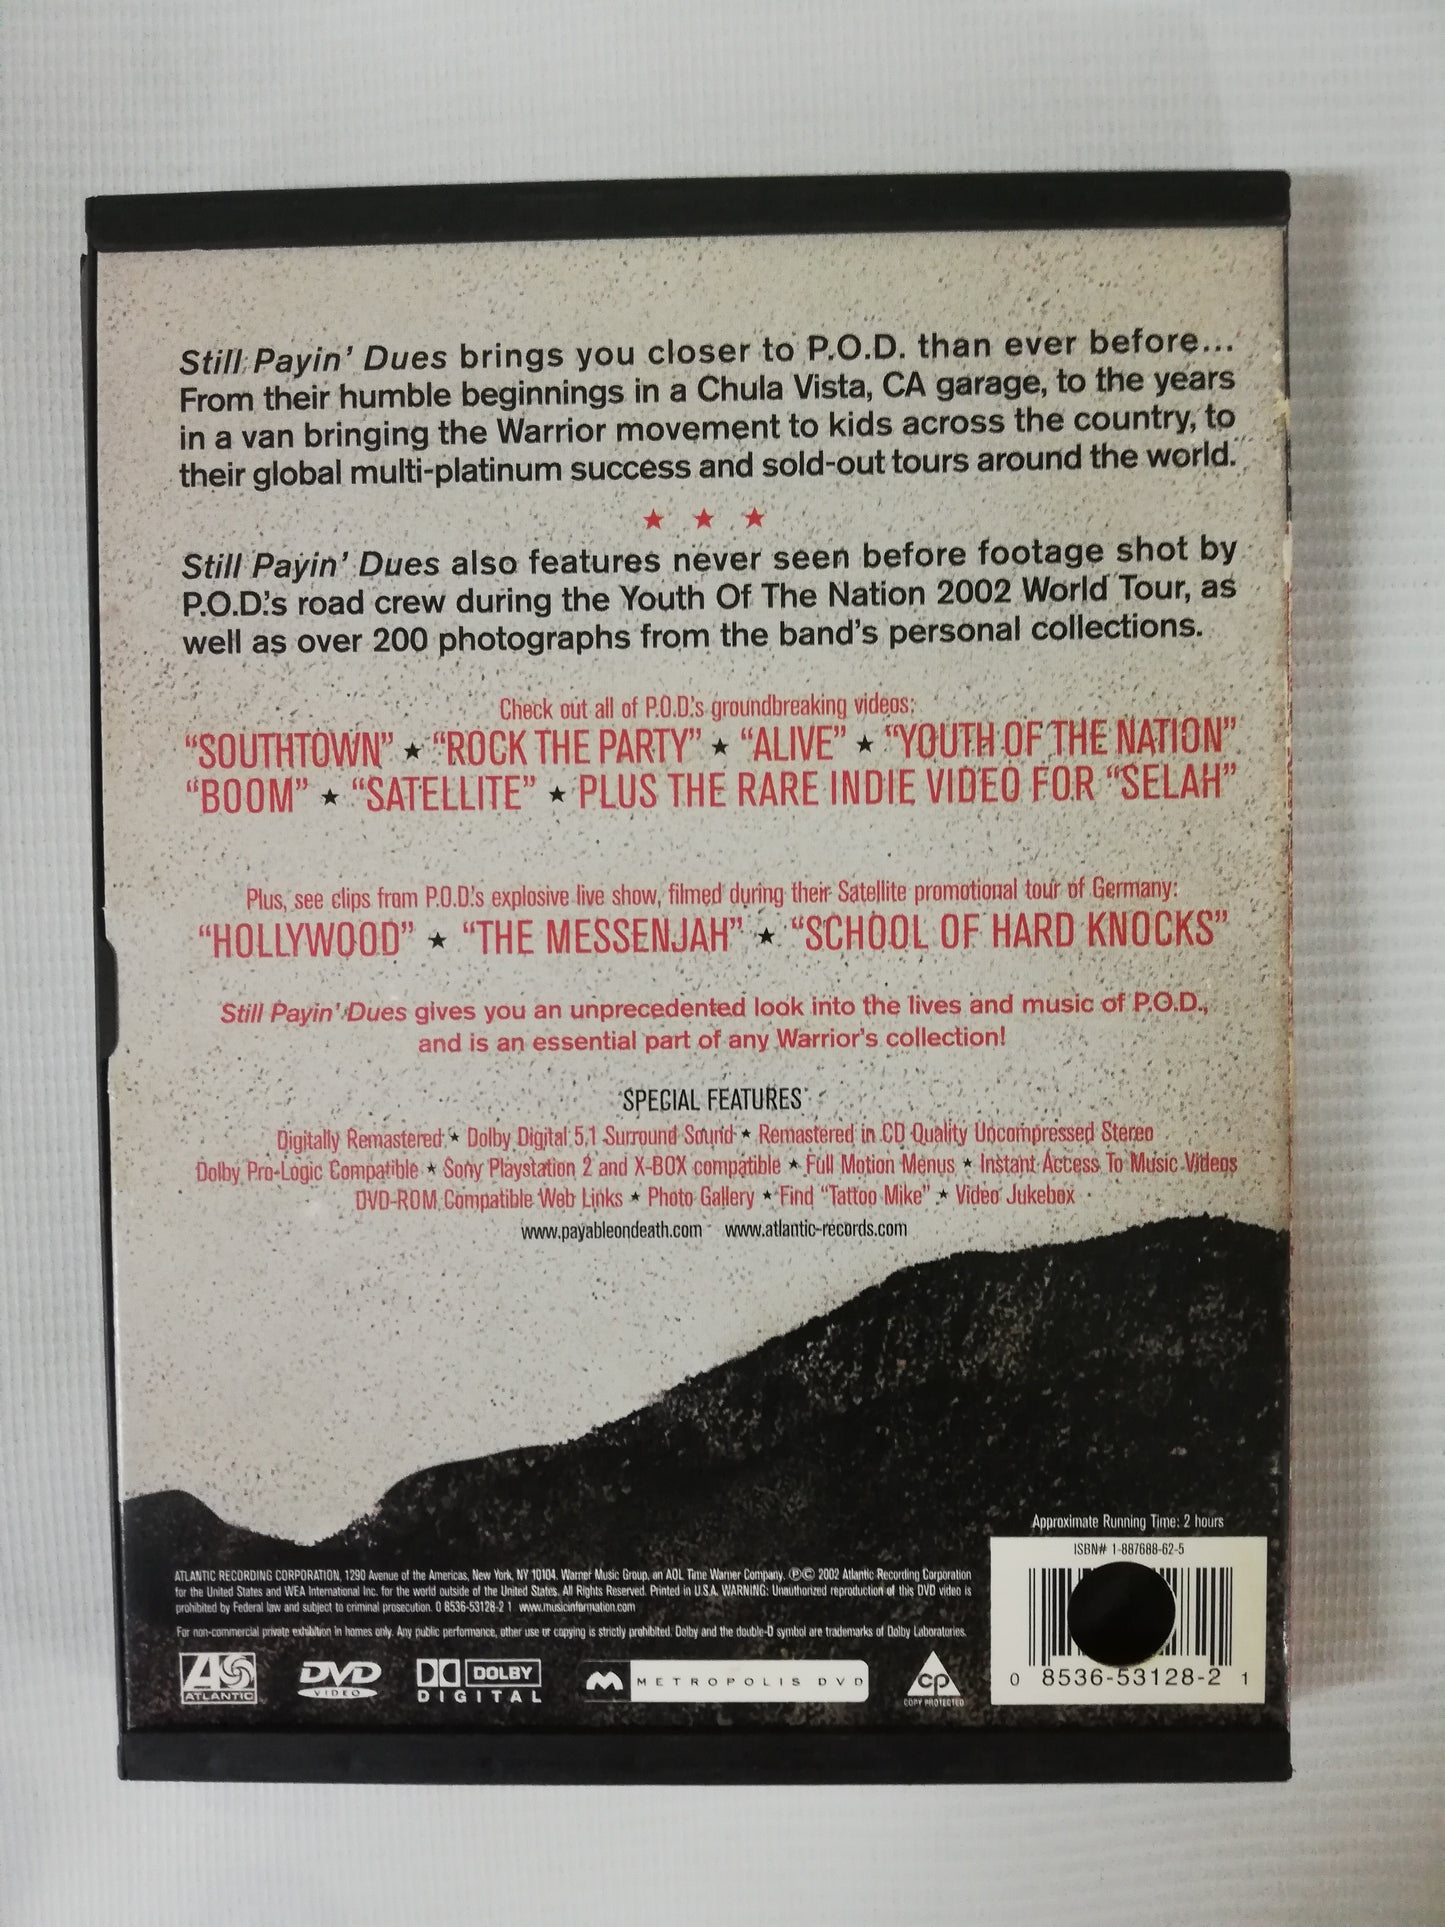 Still Payin' Dues brings you closer to P.O.D. than ever before...
From their humble beginnings in a Chula Vista, CA garage, to the years
in a van bringing the Warrior movement to kids across the country, to
their global multi-platinum success and sold-out tours around the world.
★ ★ ★
Still Payin' Dues also features never seen before footage shot by
P.O.D.'s road crew during the Youth Of The Nation 2002 World Tour, as
well as over 200 photographs from the band's personal collections.
Check out all of P.O.D.'s groundbreaking videos:
"SOUTHTOWN" ★ "ROCK THE PARTY" ★ "ALIVE" ★ "YOUTH OF THE NATION"
"BOOM" ★ "SATELLITE" ★ PLUS THE RARE INDIE VIDEO FOR "SELAH"
Plus, see clips from P.O.D.'s explosive live show, filmed during their Satellite promotional tour of Germany:
"HOLLYWOOD" ★ "THE MESSENJAH" ★ "SCHOOL OF HARD KNOCKS"
Still Payin' Dues gives you an unprecedented look into the lives and music of P.O.D.,
and is an essential part of any Warrior's collection!
SPECIAL FEATURES
Digitally Remastered ★ Dolby Digital 5.1 Surround Sound ★ Remastered in CD Quality Uncompressed Stereo
Dolby Pro-Logic Compatible ★ Sony Playstation 2 and X-BOX compatible ★ Full Motion Menus ★ Instant Access To Music Videos
DVD-ROM Compatible Web Links ★ Photo Gallery ★ Find "Tattoo Mike" ★ Video Jukebox
www.payableondeath.com www.atlantic-records.com
Approximate Running Time: 2 hours
ISBN# 1-887688-62-5
ATLANTIC RECORDING CORPORATION, 1290 Avenue of the Americas, New York, NY 10104. Warner Music Group, an AOL Time Warner Company. ℗© 2002 Atlantic Recording Corporation
for the United States and WEA International Inc. for the world outside of the United States. All Rights Reserved. Printed in U.S.A. WARNING: Unauthorized reproduction of this DVD video is
prohibited by Federal law and subject to criminal prosecution. 0 8536-53128-2 1 www.musicinformation.com
For non-commercial private exhibition in homes only. Any public performance, other use or copying is strictly prohibited. Dolby and the double-D symbol are trademarks of Dolby Laboratories.
ATLANTIC
DVD VIDEO
DOLBY DIGITAL
METROPOLIS DVD
CP COPY PROTECTED
0 8536-53128-2 1